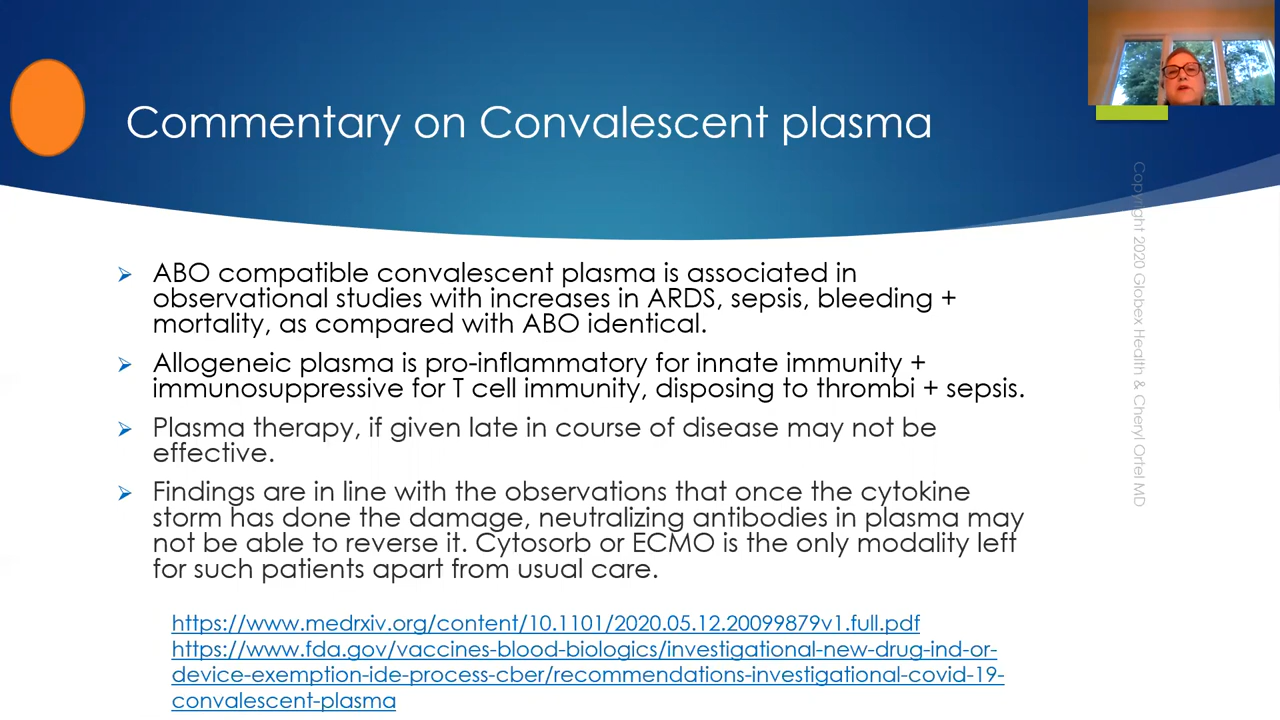 Commentary on Convalescent plasma
ABO compatible convalescent plasma is associated in
observational studies with increases in ARDS, sepsis, bleeding +
mortality, as compared with ABO identical.
Allogeneic plasma is pro-inflammatory for innate immunity +
immunosuppressive for T cell immunity, disposing to thrombi + sepsis.
Plasma therapy, if given late in course of disease may not be
effective.
Findings are in line with the observations that once the cytokine
storm has done the damage, neutralizing antibodies in plasma may
not be able to reverse it. Cytosorb or ECMO is the only modality left
for such patients apart from usual care.
https://www.medrxiv.org/content/10.1101/2020.05.12.20099879v1.full.pdf
https://www.fda.gov/vaccines-blood-biologics/investigational-new-drug-ind-or-
device-exemption-ide-process-cber/recommendations-investigational-covid-19-
convalescent-plasma
Copyright 2020 Globex Health & Cheryl Ortel MD